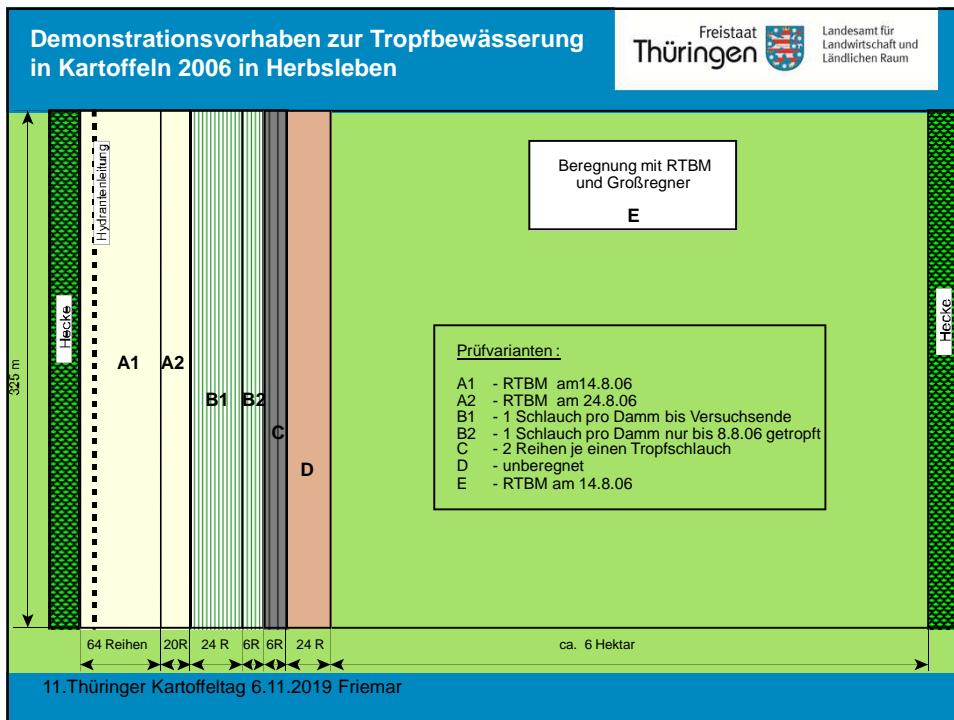 Demonstrationsvorhaben zur Tropfbewässerung
in Kartoffeln 2006 in Herbsleben
Freistaat
Thüringen
Landesamt für
Landwirtschaft und
Ländlichen Raum
Hydrantenleitung
Beregnung mit RTBM
und Großregner
E
Hecke
Hecke
325 m
A1
A2
B1
B2
C
D
Prüfvarianten :
A1 - RTBM am14.8.06
A2 - RTBM am 24.8.06
B1 - 1 Schlauch pro Damm bis Versuchsende
B2 - 1 Schlauch pro Damm nur bis 8.8.06 getropft
C - 2 Reihen je einen Tropfschlauch
D - unberegnet
E - RTBM am 14.8.06
64 Reihen 20R 24 R 6R 6R 24 R ca. 6 Hektar
11.Thüringer Kartoffeltag 6.11.2019 Friemar